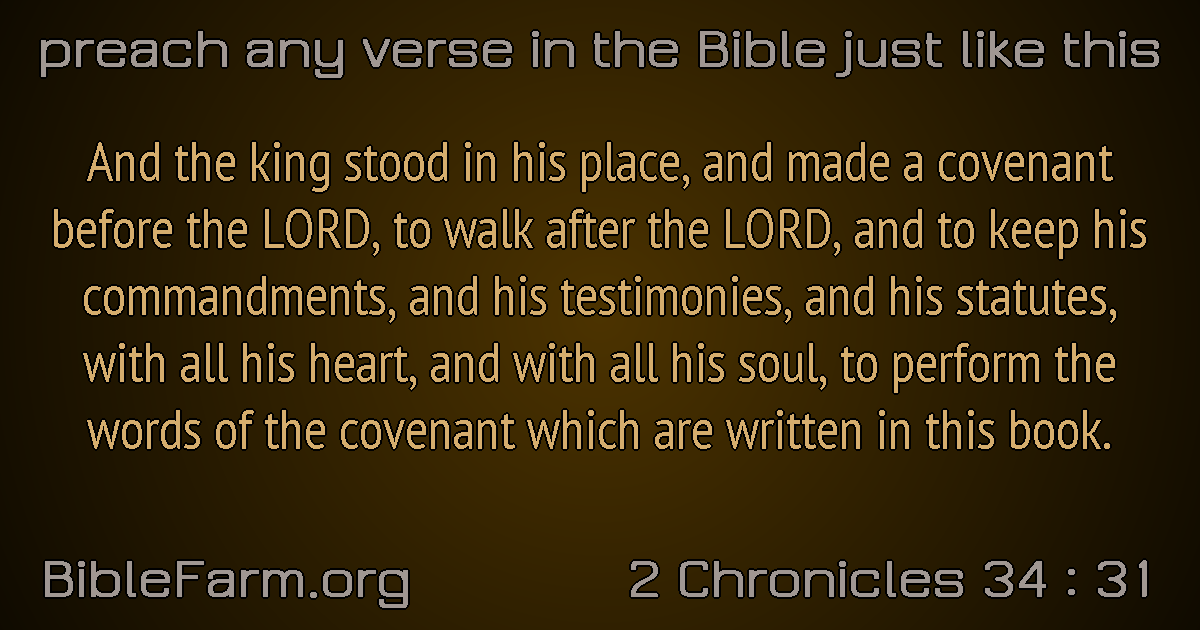 preach any verse in the Bible just like this
And the king stood in his place, and made a covenant
before the LORD, to walk after the LORD, and to keep his
commandments, and his testimonies, and his statutes,
with all his heart, and with all his soul, to perform the
words of the covenant which are written in this book.
BibleFarm.org
2 Chronicles 34 : 31